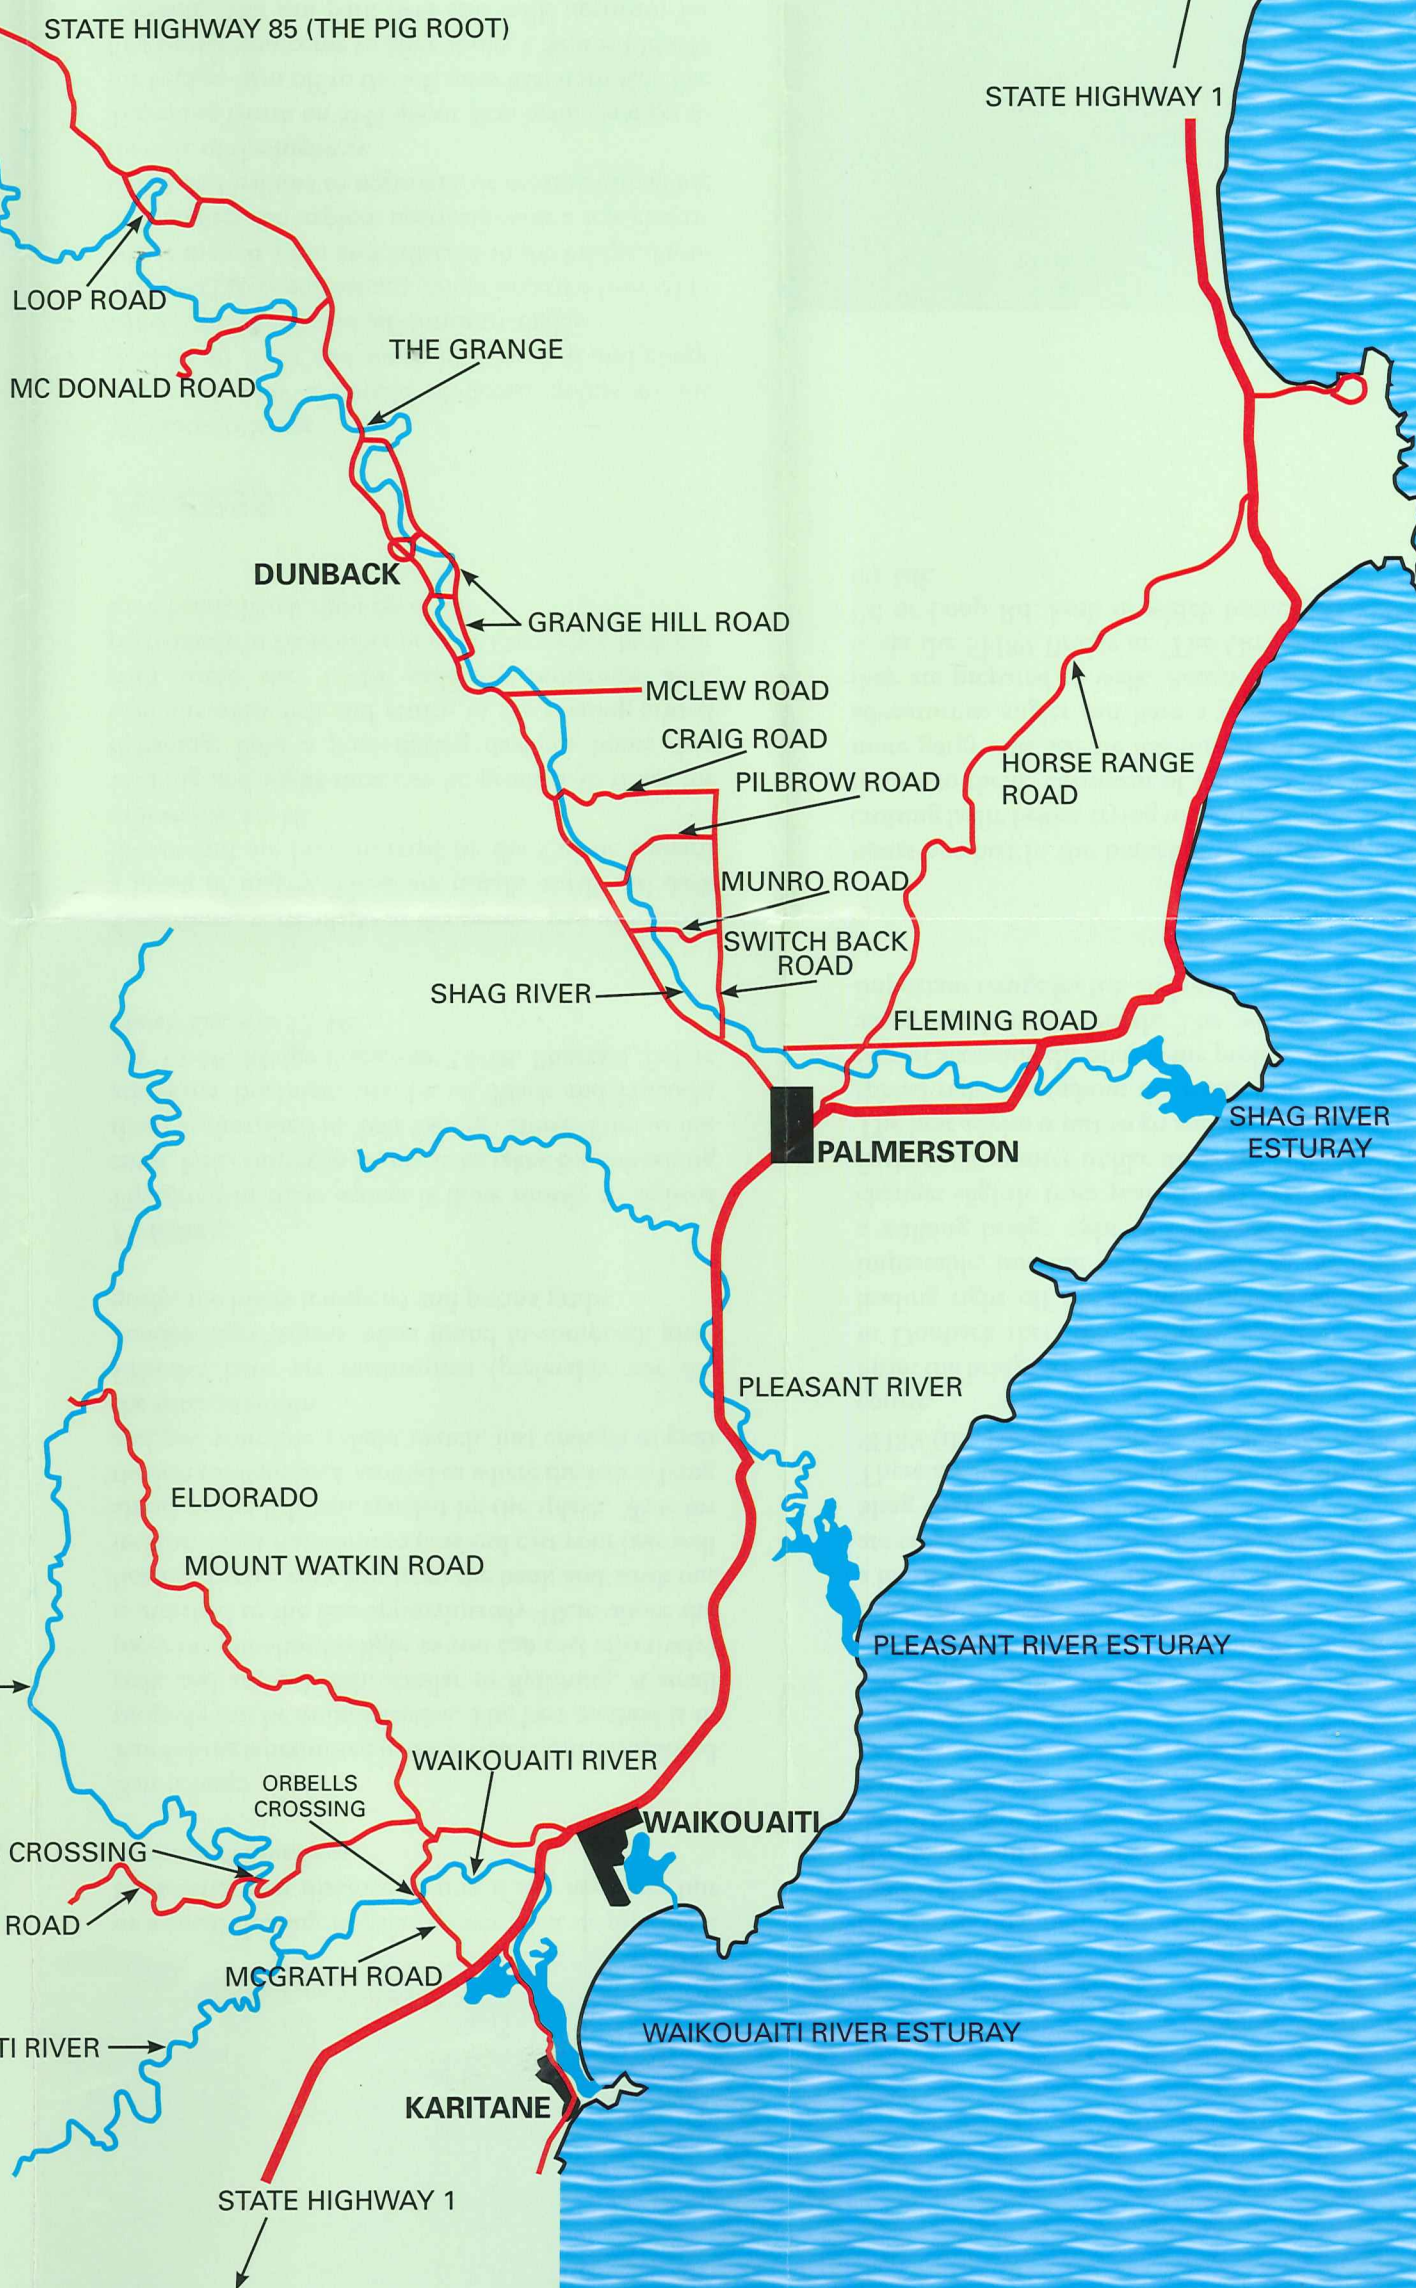 STATE HIGHWAY 85 (THE PIG ROOT)
STATE HIGHWAY 1
LOOP ROAD
THE GRANGE
MC DONALD ROAD
DUNBACK
GRANGE HILL ROAD
MCLEW ROAD
CRAIG ROAD
HORSE RANGE
ROAD
PILBROW ROAD
MUNRO ROAD
SWITCH BACK
ROAD
SHAG RIVER
FLEMING ROAD
SHAG RIVER
ESTURAY
PALMERSTON
PLEASANT RIVER
ELDORADO
MOUNT WATKIN ROAD
PLEASANT RIVER ESTURAY
WAIKOUAITI RIVER
ORBELLS
CROSSING
WAIKOUAITI
CROSSING
ROAD
MCGRATH ROAD
WAIKOUAITI RIVER ESTURAY
TI RIVER
KARITANE
STATE HIGHWAY 1